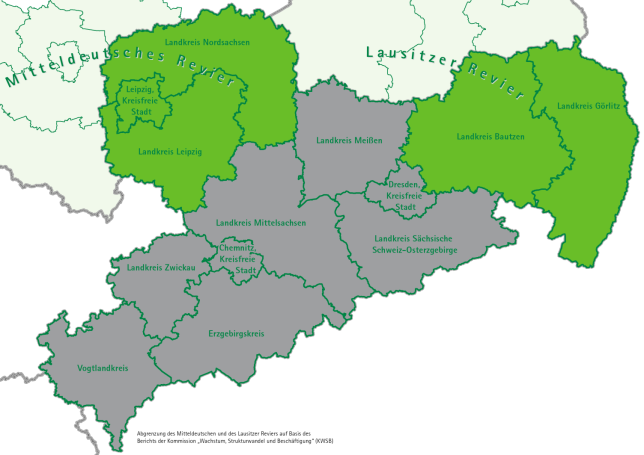 Mitteldeutsches Revier
Lausitzer Revier
Landkreis Nordsachsen
Leipzig,
Kreisfreie
Stadt
Landkreis Leipzig
Landkreis Görlitz
Landkreis Bautzen
Landkreis Meißen
Dresden,
Kreisfreie
Stadt
Landkreis Mittelsachsen
Landkreis Sächsische
Schweiz-Osterzgebirge
Chemnitz,
Kreisfreie
Stadt
Landkreis Zwickau
Erzgebirgskreis
Vogtlandkreis
Abgrenzung des Mitteldeutschen und des Lausitzer Reviers auf Basis des
Berichts der Kommission „Wachstum, Strukturwandel und Beschäftigung" (KWSB)